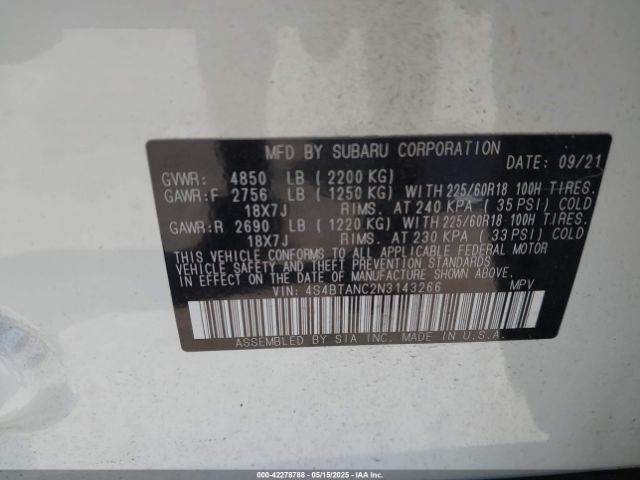 MFD BY SUBARU CORPORATION
DATE: 09/21
GVWR: 4850 LB (2200 KG)
GAWR:F 2756 LB (1250 KG) WITH 225/60R18 100H TIRES.
18X7J RIMS. AT 240 KPA (35 PSI) COLD
GAWR:R 2690 LB (1220 KG) WITH 225/60R18 100H TIRES.
18X7J RIMS. AT 230 KPA (33 PSI) COLD
THIS VEHICLE CONFORMS TO ALL APPLICABLE FEDERAL MOTOR
VEHICLE SAFETY AND THEFT PREVENTION STANDARDS
IN EFFECT ON THE DATE OF MANUFACTURE SHOWN ABOVE.
VIN: 4S4BTANC2N3143266 MPV
ASSEMBLED BY SIA INC. MADE IN U.S.A.
000-42278788 - 05/15/2025 - IAA Inc.